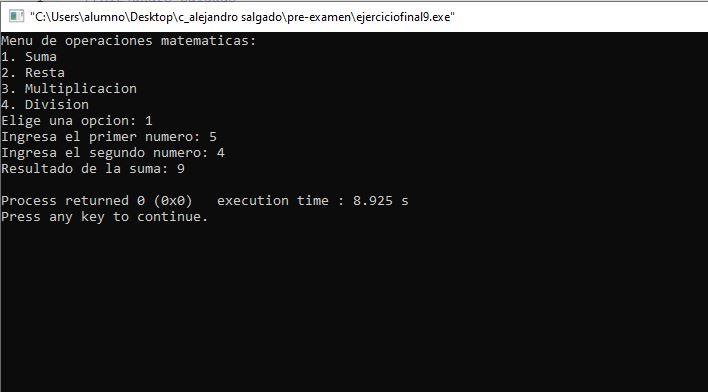 "C:\Users\alumno\Desktop\c_alejandro salgado\pre-examen\ejerciciofinal9.exe"
Menu de operaciones matematicas:
1. Suma
2. Resta
3. Multiplicacion
4. Division
Elige una opcion: 1
Ingresa el primer numero: 5
Ingresa el segundo numero: 4
Resultado de la suma: 9
Process returned 0 (0x0)   execution time : 8.925 s
Press any key to continue.